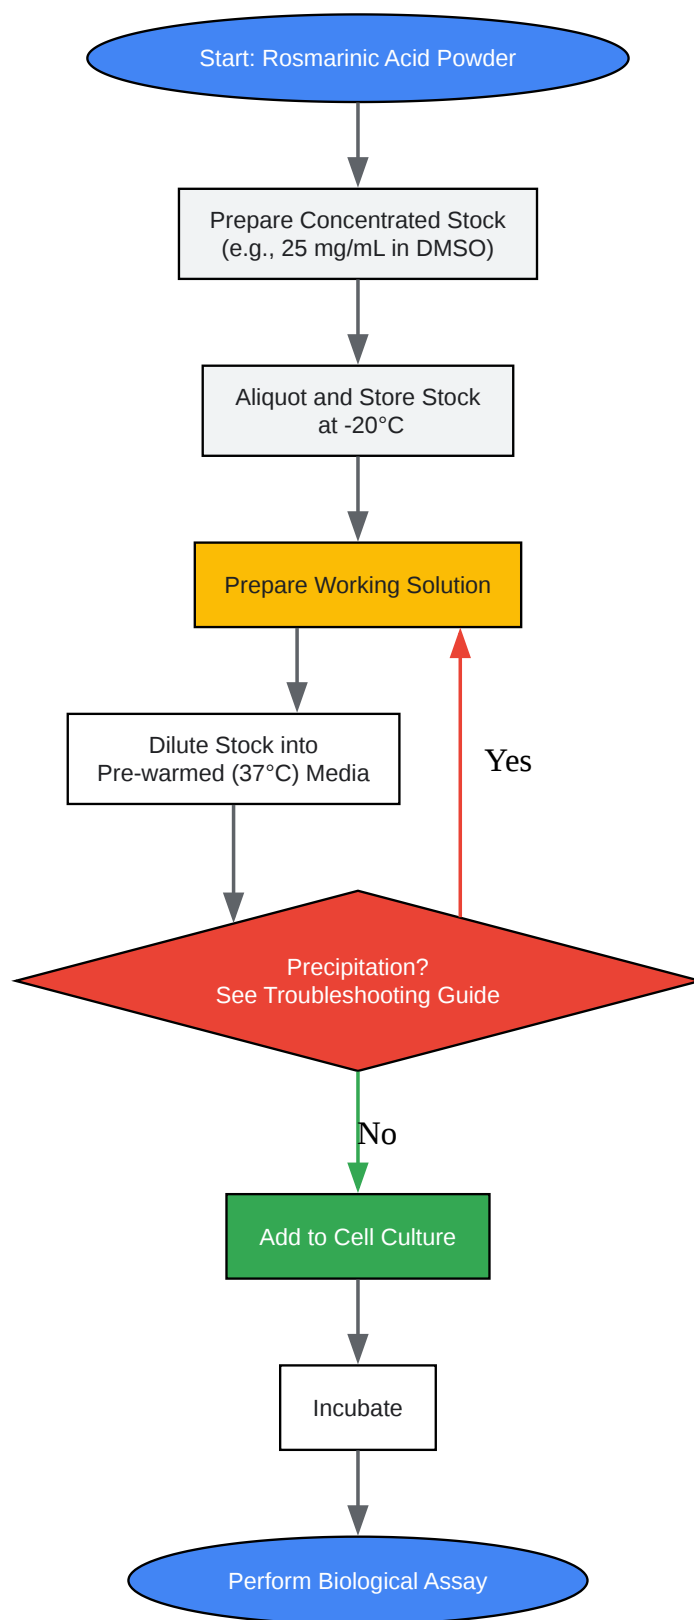 Start: Rosmarinic Acid Powder
Prepare Concentrated Stock
(e.g., 25 mg/mL in DMSO)
Aliquot and Store Stock
at -20°C
Prepare Working Solution
Dilute Stock into
Pre-warmed (37°C) Media
Yes
Precipitation?
See Troubleshooting Guide
No
Add to Cell Culture
Incubate
Perform Biological Assay